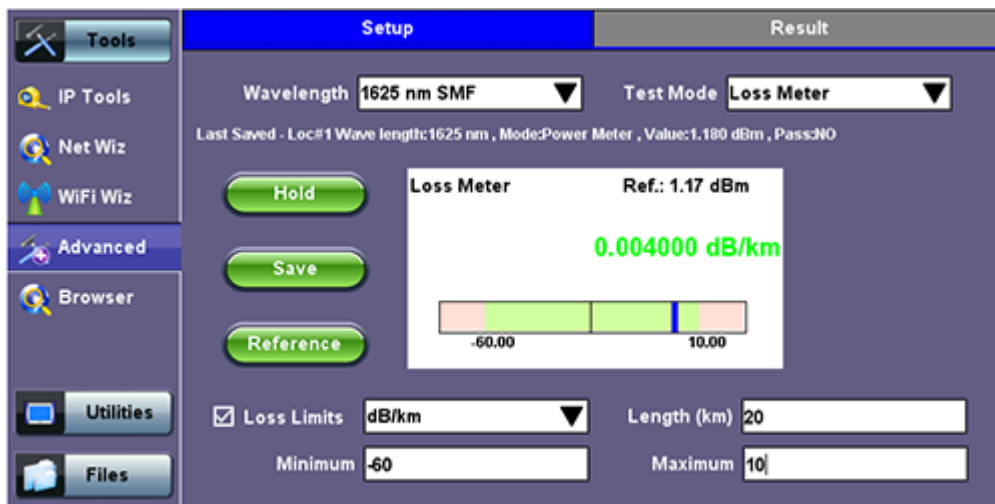 Tools
Setup
Result
IP Tools
Net Wiz
WiFi Wiz
Advanced
Browser
Utilities
Files
Wavelength 1625 nm SMF
Test Mode Loss Meter
Last Saved - Loc#1 Wave length:1625 nm , Mode:Power Meter , Value:1.180 dBm , Pass:NO
Hold
Save
Reference
Loss Meter
Ref.: 1.17 dBm
0.004000 dB/km
-60.00
10.00
Loss Limits dB/km
Length (km) 20
Minimum -60
Maximum 10